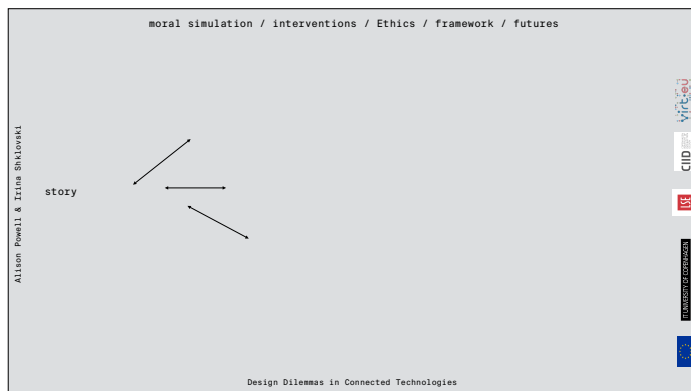 moral simulation / interventions / Ethics / framework / futures
Alison Powell & Irina Shklovski
story
virt:eu
CIID
LSE
IT UNIVERSITY OF COPENHAGEN
Design Dilemmas in Connected Technologies